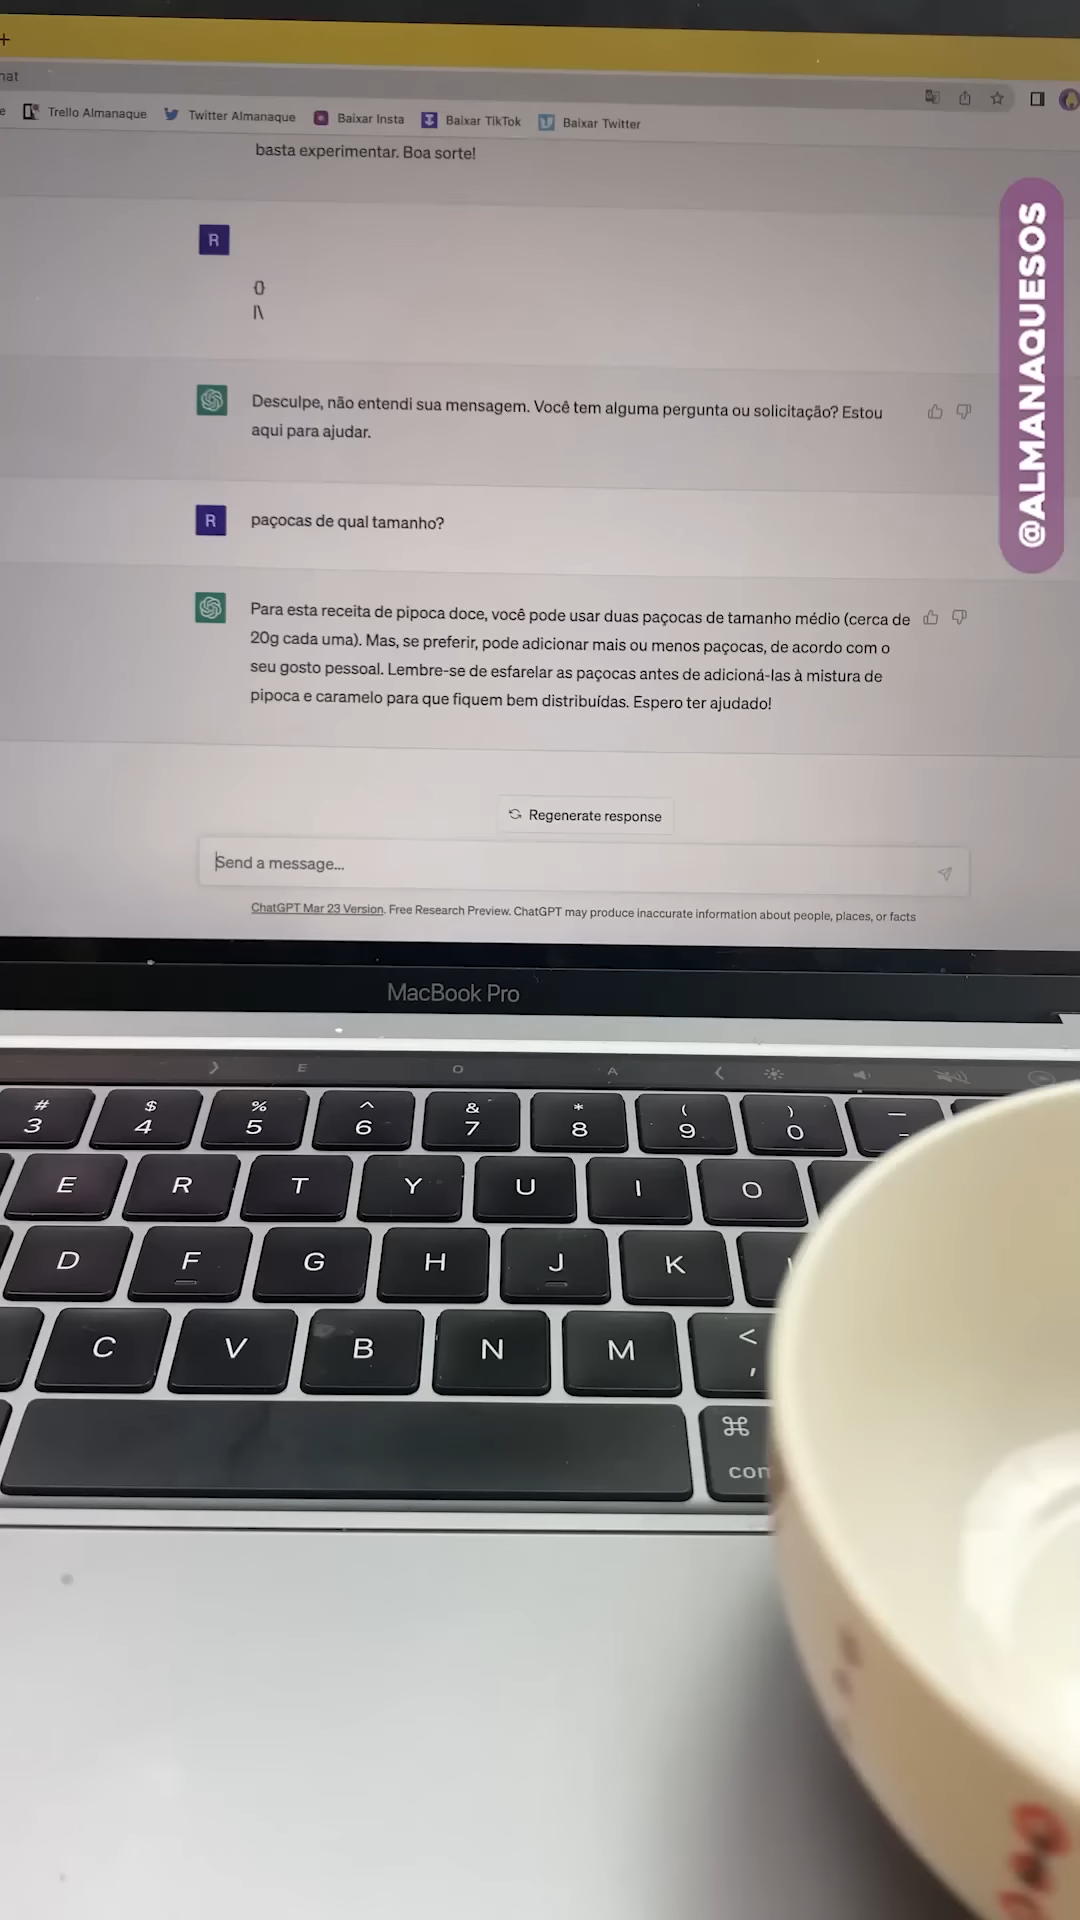 +
hat
e Trello Almanaque Twitter Almanaque Baixar Insta Baixar TikTok Baixar Twitter
basta experimentar. Boa sorte!
@ALMANAQUESOS
R
{}
|\
Desculpe, não entendi sua mensagem. Você tem alguma pergunta ou solicitação? Estou
aqui para ajudar.
R paçocas de qual tamanho?
Para esta receita de pipoca doce, você pode usar duas paçocas de tamanho médio (cerca de
20g cada uma). Mas, se preferir, pode adicionar mais ou menos paçocas, de acordo com o
seu gosto pessoal. Lembre-se de esfarelar as paçocas antes de adicioná-las à mistura de
pipoca e caramelo para que fiquem bem distribuídas. Espero ter ajudado!
Regenerate response
Send a message...
ChatGPT Mar 23 Version. Free Research Preview. ChatGPT may produce inaccurate information about people, places, or facts
MacBook Pro
E O A
# $ % ^ & * ( ) —
3 4 5 6 7 8 9 0 -
E R T Y U I O
D F G H J K
C V B N M <
,
⌘
con